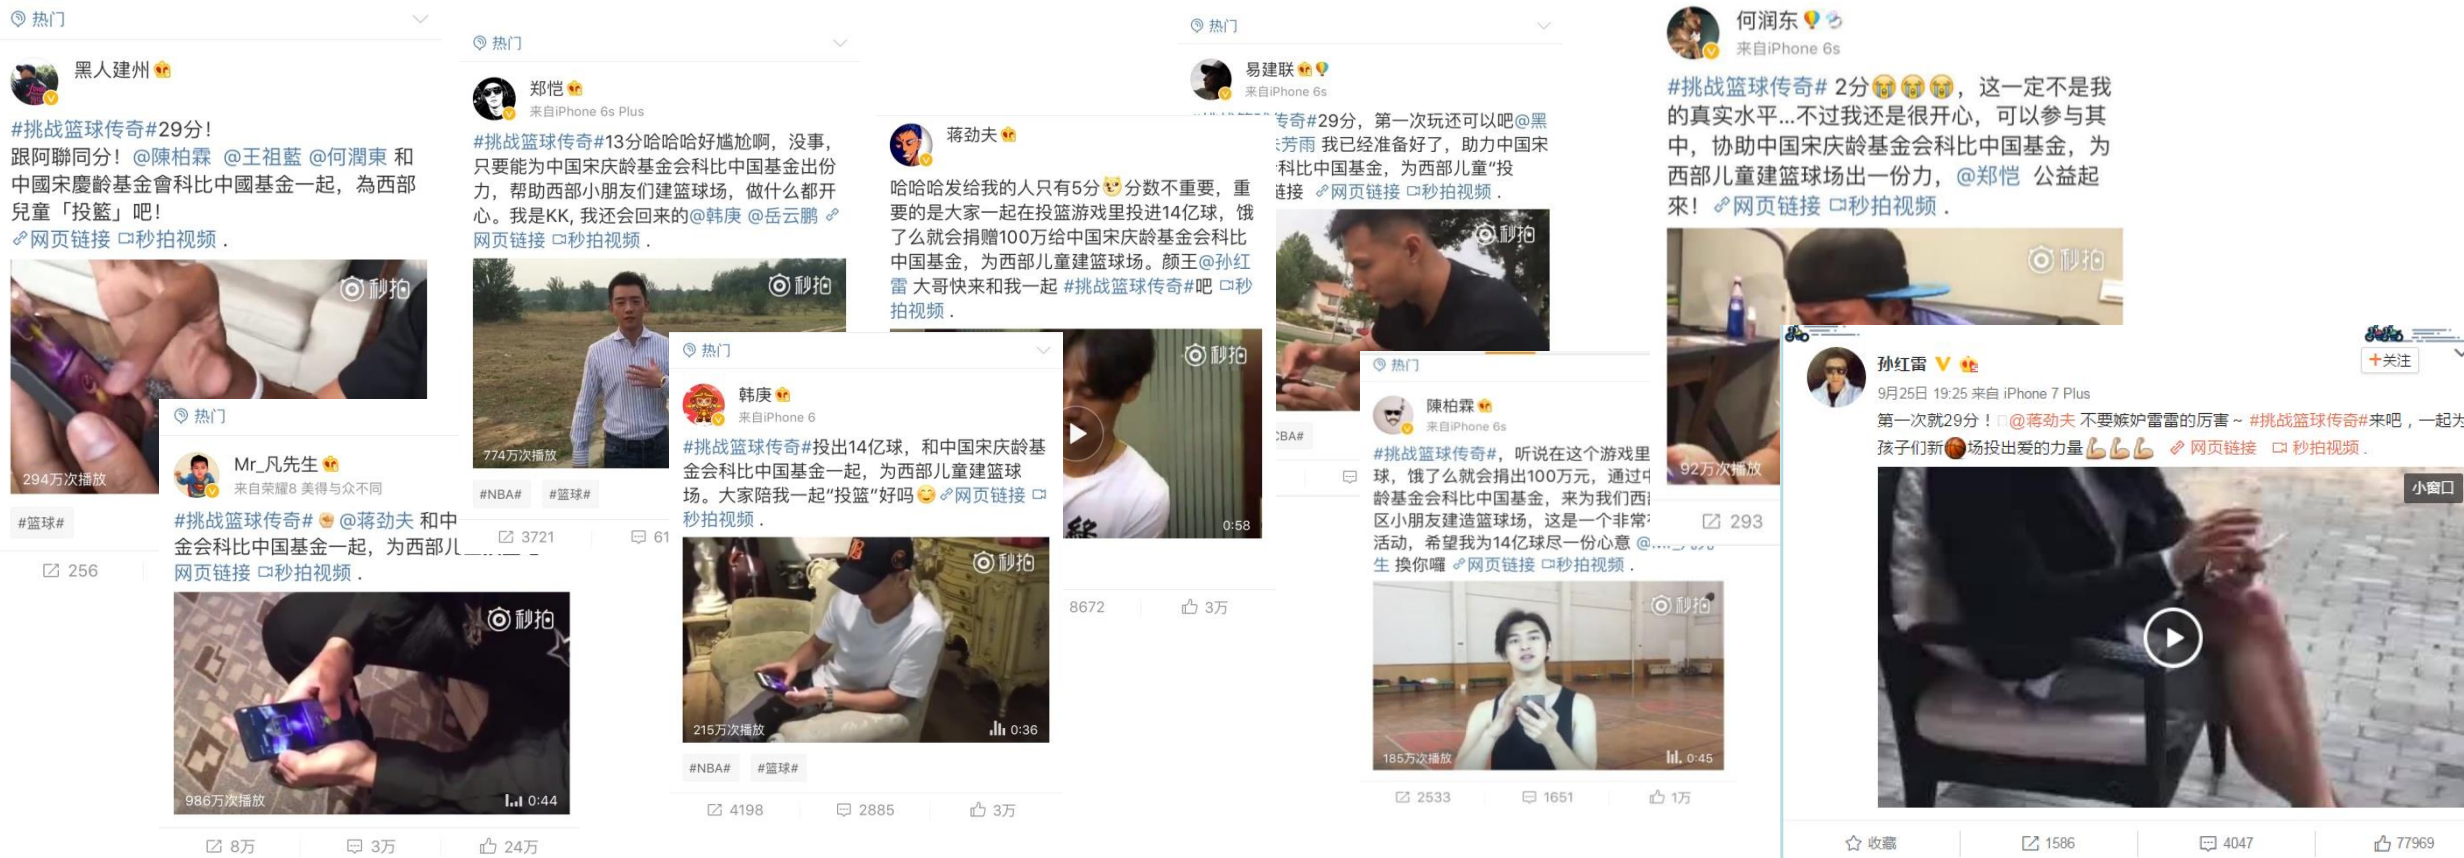 热门
黑人建州
#挑战篮球传奇#29分！
跟阿聯同分！@陳柏霖 @王祖藍 @何潤東 和
中國宋慶齡基金會科比中國基金一起，為西部
兒童「投籃」吧！
网页链接 秒拍视频 .
秒拍
294万次播放
#篮球#
256
热门
Mr_凡先生
来自荣耀8 美得与众不同
#挑战篮球传奇# @蒋劲夫 和中
金会科比中国基金一起，为西部儿
网页链接 秒拍视频 .
秒拍
986万次播放
0:44
8万
3万
24万
热门
郑恺
来自iPhone 6s Plus
#挑战篮球传奇#13分哈哈哈好尴尬啊，没事，
只要能为中国宋庆龄基金会科比中国基金出份
力，帮助西部小朋友们建篮球场，做什么都开
心。我是KK, 我还会回来的@韩庚 @岳云鹏
网页链接 秒拍视频 .
秒拍
774万次播放
#NBA# #篮球#
3721
61
热门
韩庚
来自iPhone 6
#挑战篮球传奇#投出14亿球，和中国宋庆龄基
金会科比中国基金一起，为西部儿童建篮球
场。大家陪我一起“投篮”好吗 网页链接
秒拍视频 .
秒拍
215万次播放
0:36
#NBA# #篮球#
4198
2885
3万
蒋劲夫
哈哈哈发给我的人只有5分 分数不重要，重
要的是大家一起在投篮游戏里投进14亿球，饿
了么就会捐赠100万给中国宋庆龄基金会科比
中国基金，为西部儿童建篮球场。颜王@孙红
雷 大哥快来和我一起 #挑战篮球传奇#吧 秒
拍视频 .
秒拍
0:58
8672
3万
热门
易建联
来自iPhone 6s
传奇#29分，第一次玩还可以吧@黑
芳雨 我已经准备好了，助力中国宋
科比中国基金，为西部儿童“投
链接 网页链接 秒拍视频 .
秒拍
CBA#
热门
陳柏霖
来自iPhone 6s
#挑战篮球传奇#，听说在这个游戏里
球，饿了么就会捐出100万元，通过中
龄基金会科比中国基金，来为我们西
区小朋友建造篮球场，这是一个非常
活动，希望我为14亿球尽一份心意
生 换你囉 网页链接 秒拍视频 .
秒拍
185万次播放
0:45
2533
1651
1万
何润东
来自iPhone 6s
#挑战篮球传奇# 2分，这一定不是我
的真实水平...不过我还是很开心，可以参与其
中，协助中国宋庆龄基金会科比中国基金，为
西部儿童建篮球场出一份力，@郑恺 公益起
來！ 网页链接 秒拍视频 .
秒拍
92万次播放
293
孙红雷
+关注
9月25日 19:25 来自 iPhone 7 Plus
第一次就29分！@蒋劲夫 不要嫉妒雷雷的厉害～ #挑战篮球传奇#来吧，一起为
孩子们新 场投出爱的力量 网页链接 秒拍视频 .
小窗口
收藏
1586
4047
77969